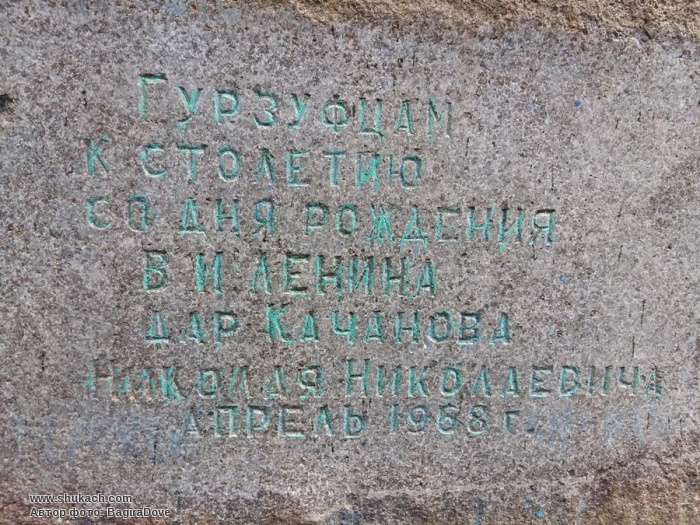 Гурзуфцам
к столетию
со дня рождения
В И Ленина
дар Качанова
Николая Николаевича
апрель 1968 г.
www.shukach.com
Автор фото: BagiraDove